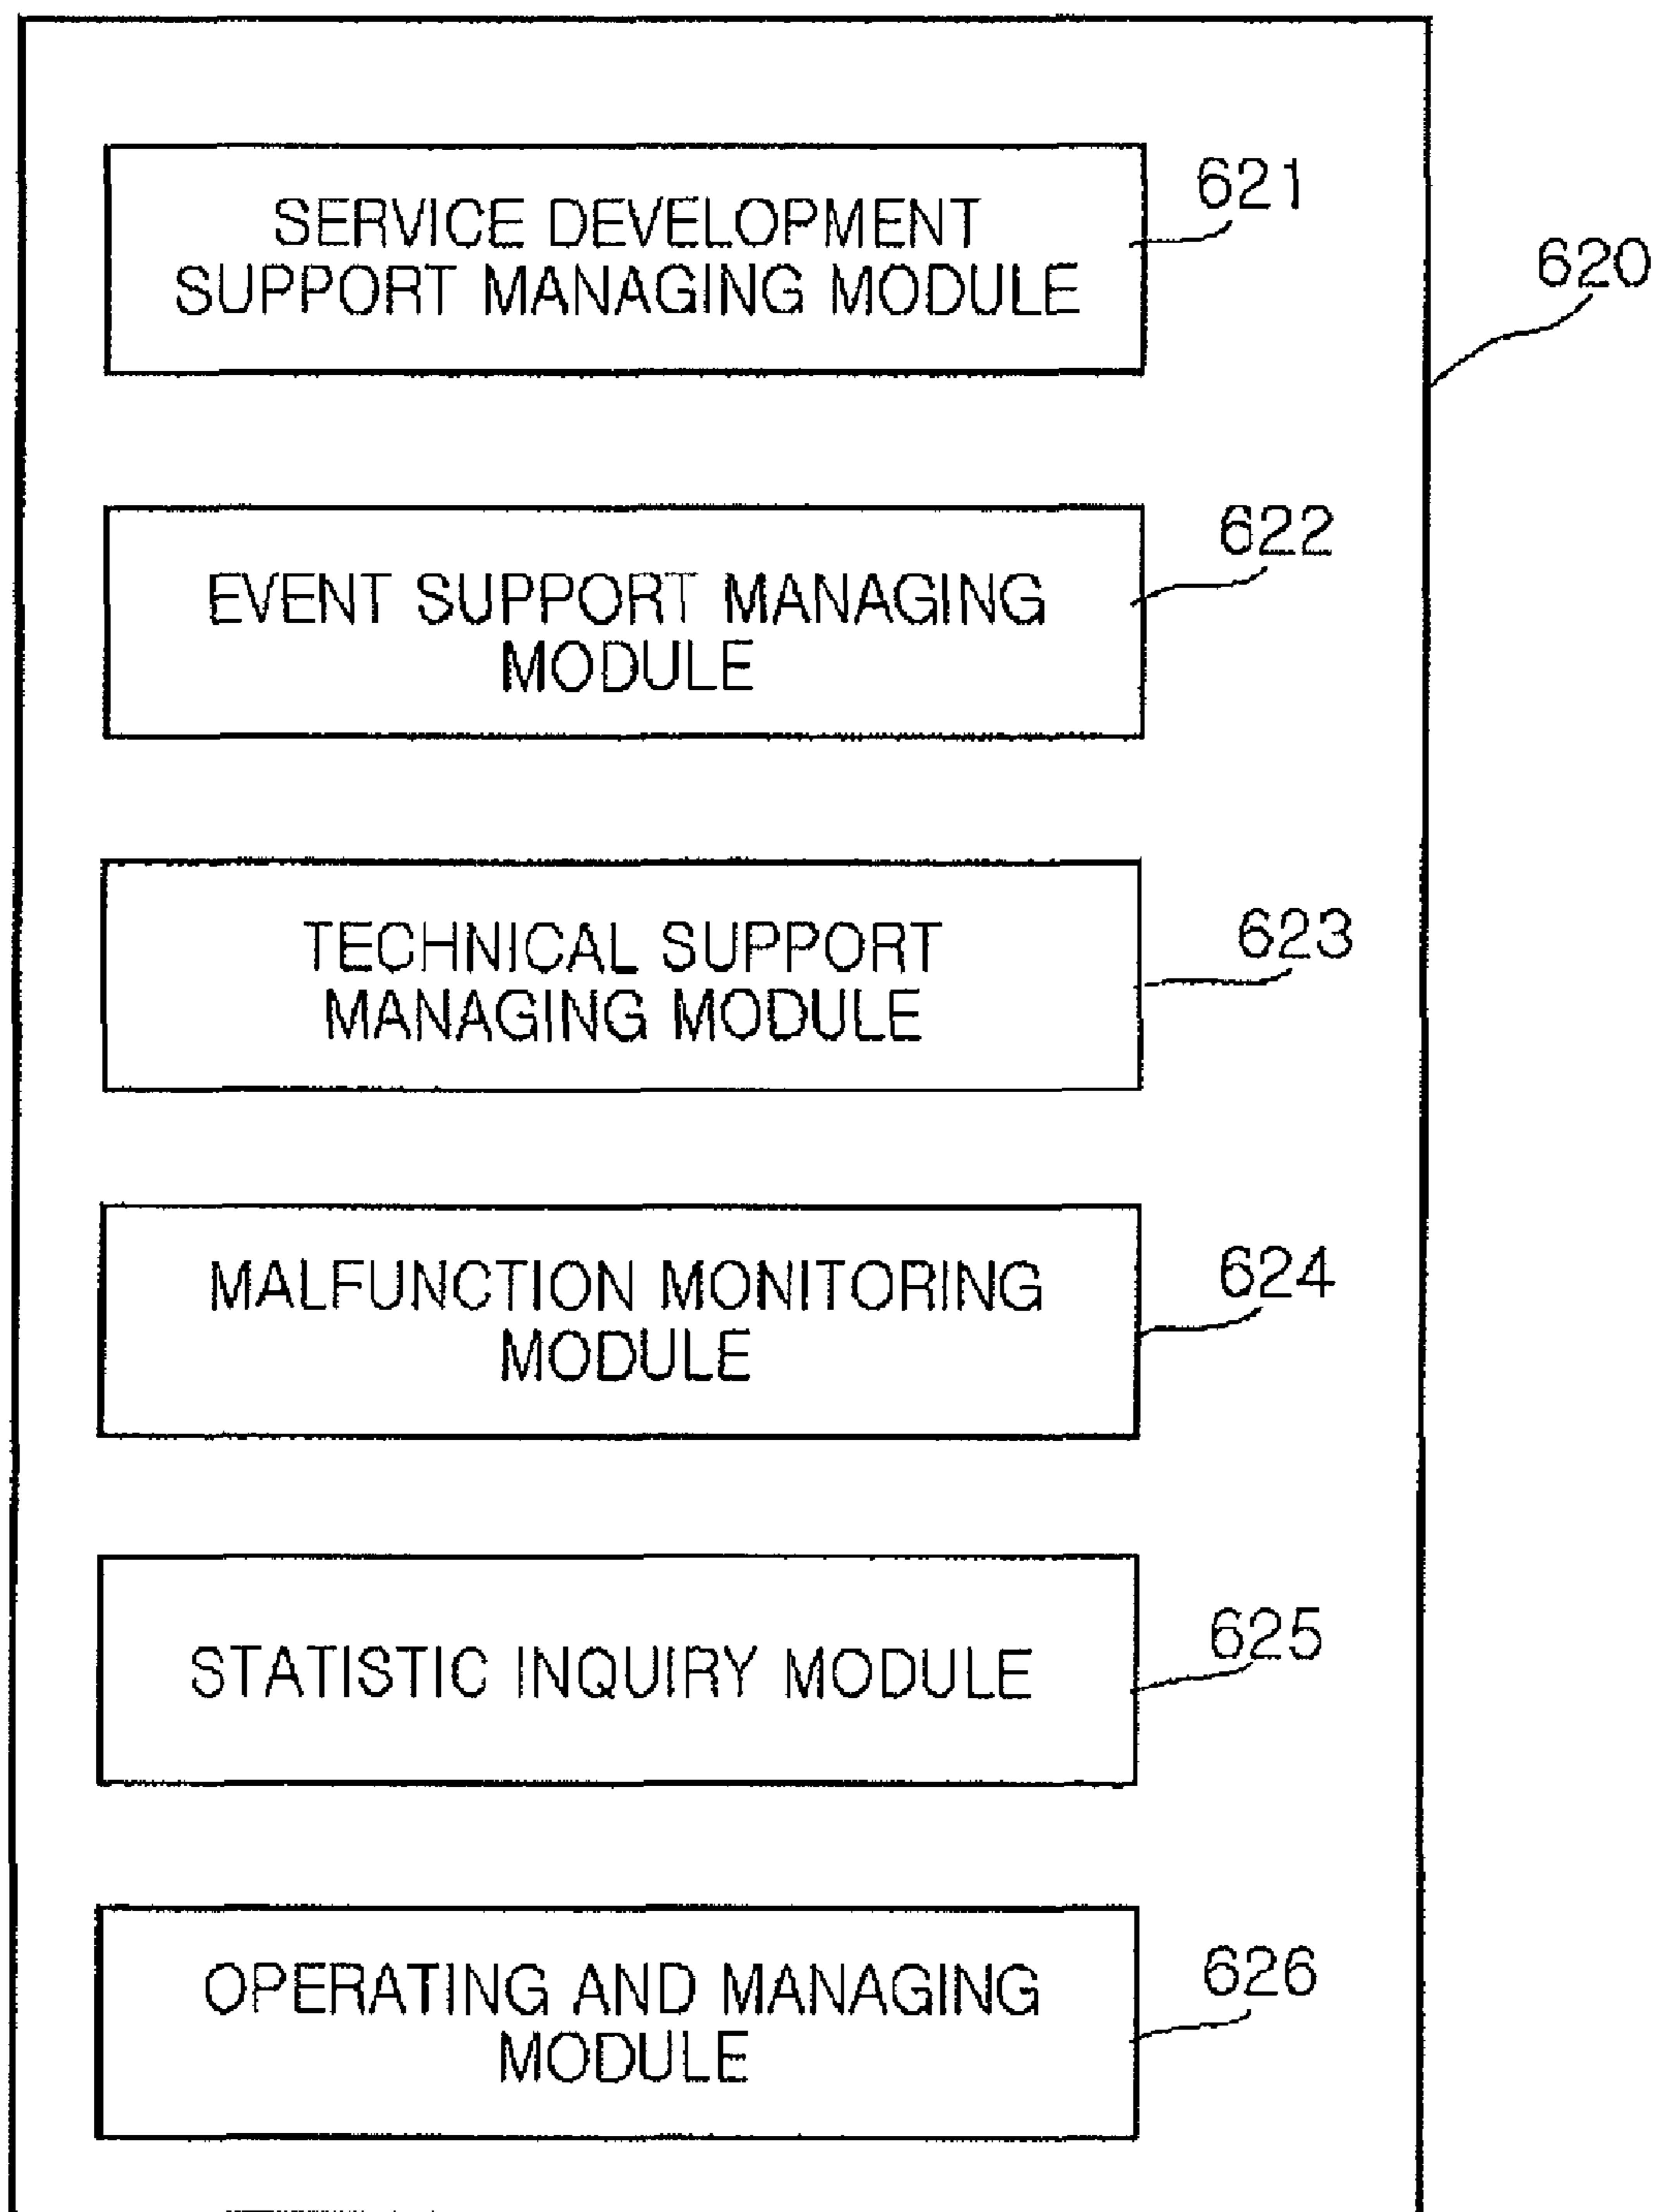 SERVICE DEVELOPMENT
SUPPORT MANAGING MODULE
621
620
EVENT SUPPORT MANAGING
MODULE
622
TECHNICAL SUPPORT
MANAGING MODULE
623
MALFUNCTION MONITORING
MODULE
624
STATISTIC INQUIRY MODULE
625
OPERATING AND MANAGING
MODULE
626